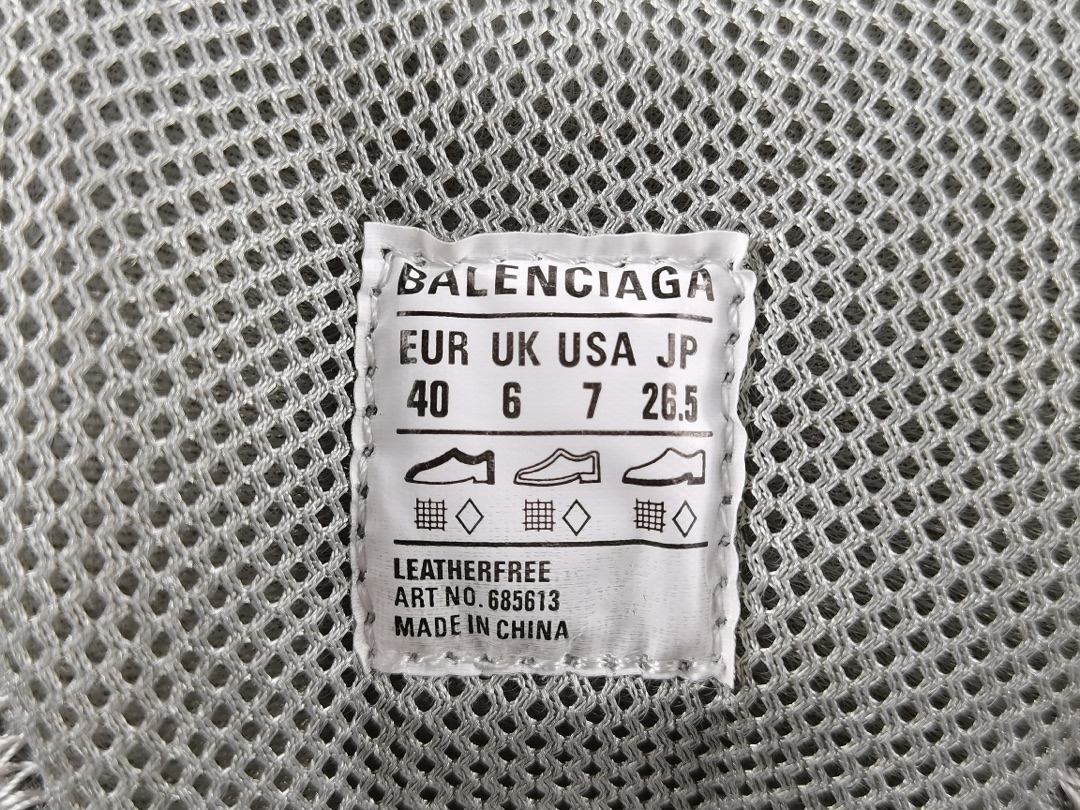 BALENCIAGA
EUR UK USA JP
40 6 7 26.5
LEATHERFREE
ART NO. 685613
MADE IN CHINA